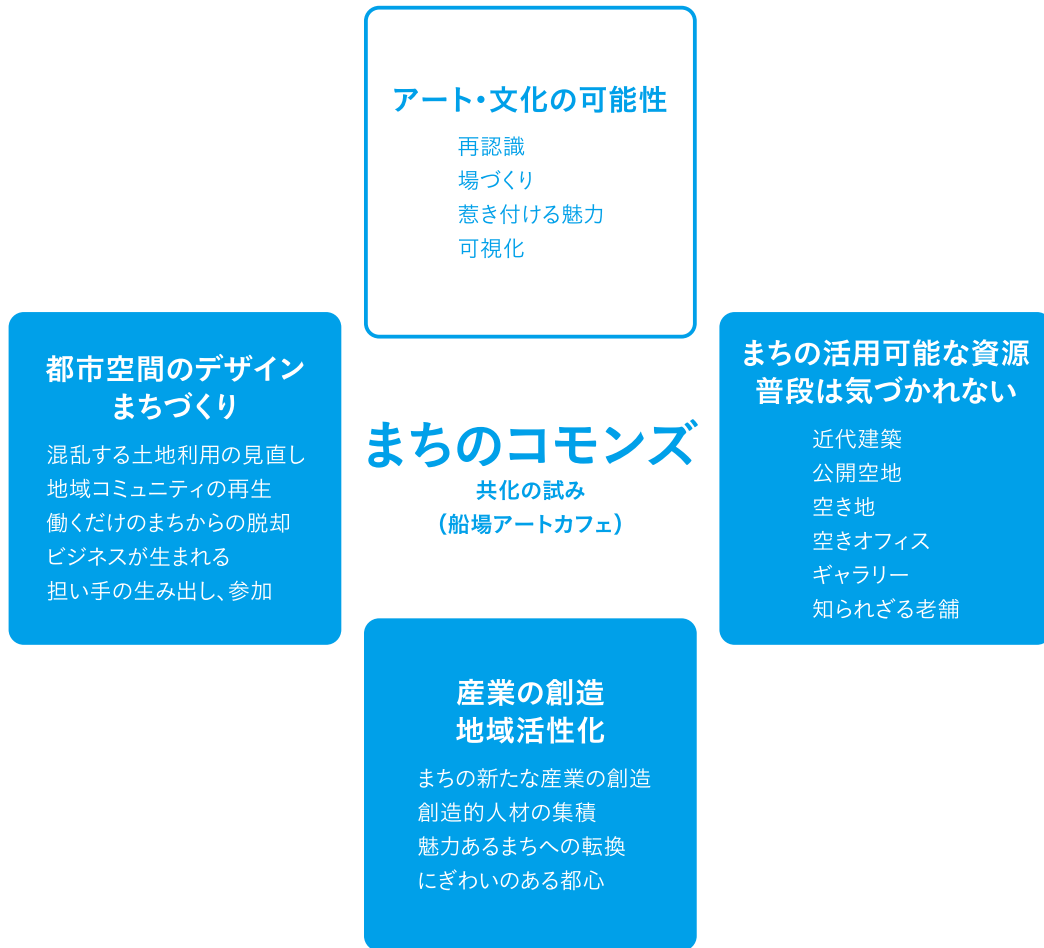 アート・文化の可能性
再認識
場づくり
惹き付ける魅力
可視化
都市空間のデザイン
まちづくり
混乱する土地利用の見直し
地域コミュニティの再生
働くだけのまちからの脱却
ビジネスが生まれる
担い手の生み出し、参加
まちのコモンズ
共化の試み
(船場アートカフェ)
まちの活用可能な資源
普段は気づかれない
近代建築
公開空地
空き地
空きオフィス
ギャラリー
知られざる老舗
産業の創造
地域活性化
まちの新たな産業の創造
創造的人材の集積
魅力あるまちへの転換
にぎわいのある都心